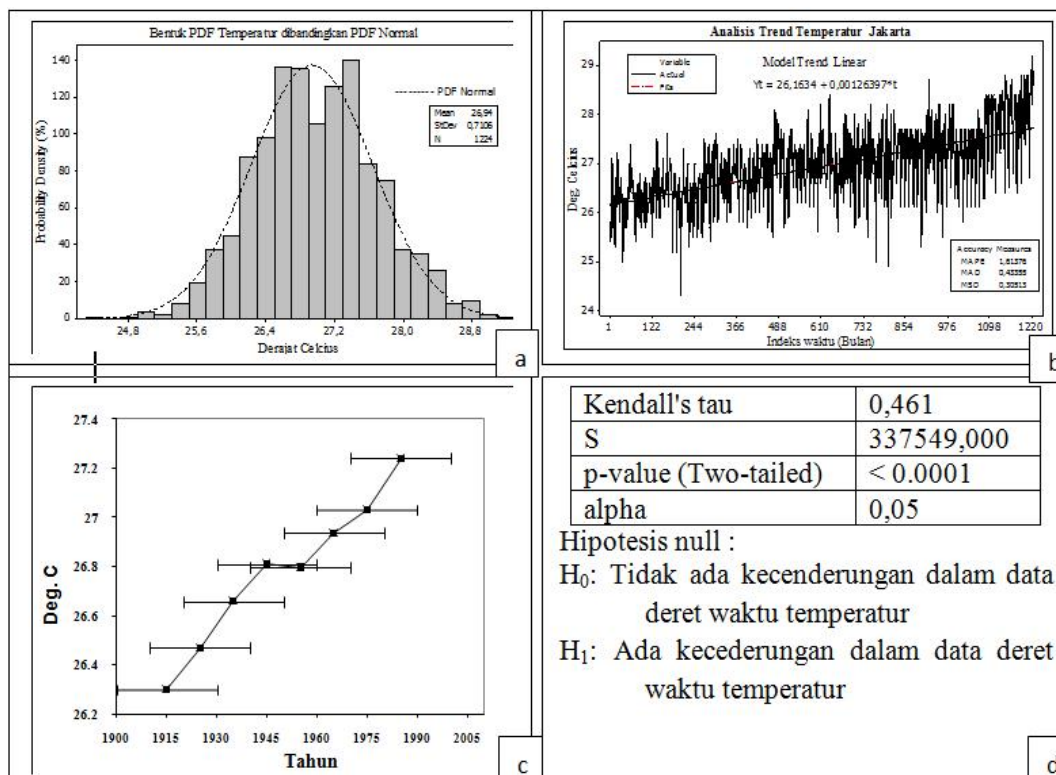 Bentuk PDF Temperatur dibandingkan PDF Normal
Probability Density (%)
140
120
100
80
60
40
20
0
PDF Normal
Mean 26,94
StDev 0,7106
N 1224
24,8 25,6 26,4 27,2 28,0 28,8
Derajat Celcius
a
Analisis Trend Temperatur Jakarta
Deg. Celcius
29
28
27
26
25
24
Variable
Actual
Fits
Model Trend Linear
Yt = 26,1634 + 0,00126397*t
Accuracy Measures
MAPE 1,61376
MAD
MSD 0,30313
1 122 244 366 488 610 732 854 976 1098 1220
Indeks waktu (Bulan)
b
Deg. C
27.4
27.2
27
26.8
26.6
26.4
26.2
1900 1915 1930 1945 1960 1975 1990 2005
Tahun
c
Kendall's tau 0,461
S 337549,000
p-value (Two-tailed) < 0.0001
alpha 0,05
Hipotesis null :
H₀: Tidak ada kecenderungan dalam data
deret waktu temperatur
H₁: Ada kecederungan dalam data deret
waktu temperatur
d